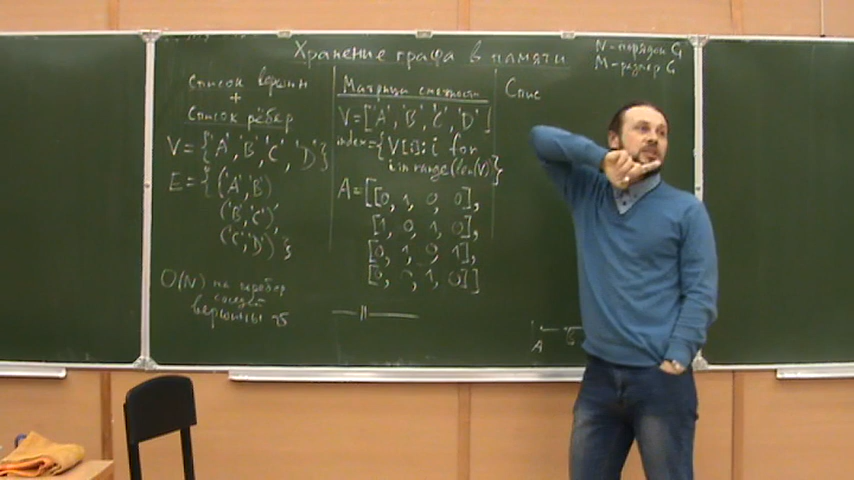 Хранение графа в памяти
N - порядок G
M - размер G
Список вершин
+
Список рёбер
V = {'A', 'B', 'C', 'D'}
E = { ('A', 'B')
('B', 'C'),
('C', 'D') };
O(N) на перебор
соседей
вершины
Матрица смежности
V = ['A', 'B', 'C', 'D']
index = { V[i]: i for
i in range(len(V)) }
A = [[0, 1, 0, 0],
[1, 0, 1, 0],
[0, 1, 0, 1],
[0, 0, 1, 0]]
— || —
Спис
A B